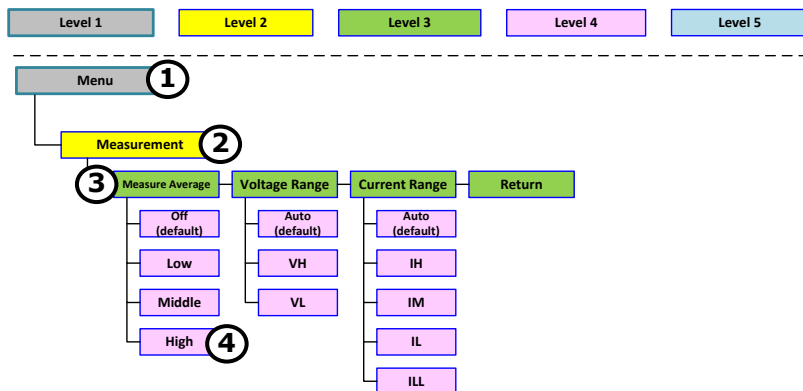 Level 1
Level 2
Level 3
Level 4
Level 5
Menu
1
Measurement
2
3
Measure Average
Voltage Range
Current Range
Return
Off
(default)
Auto
(default)
Auto
(default)
Low
VH
IH
Middle
VL
IM
High
4
IL
ILL